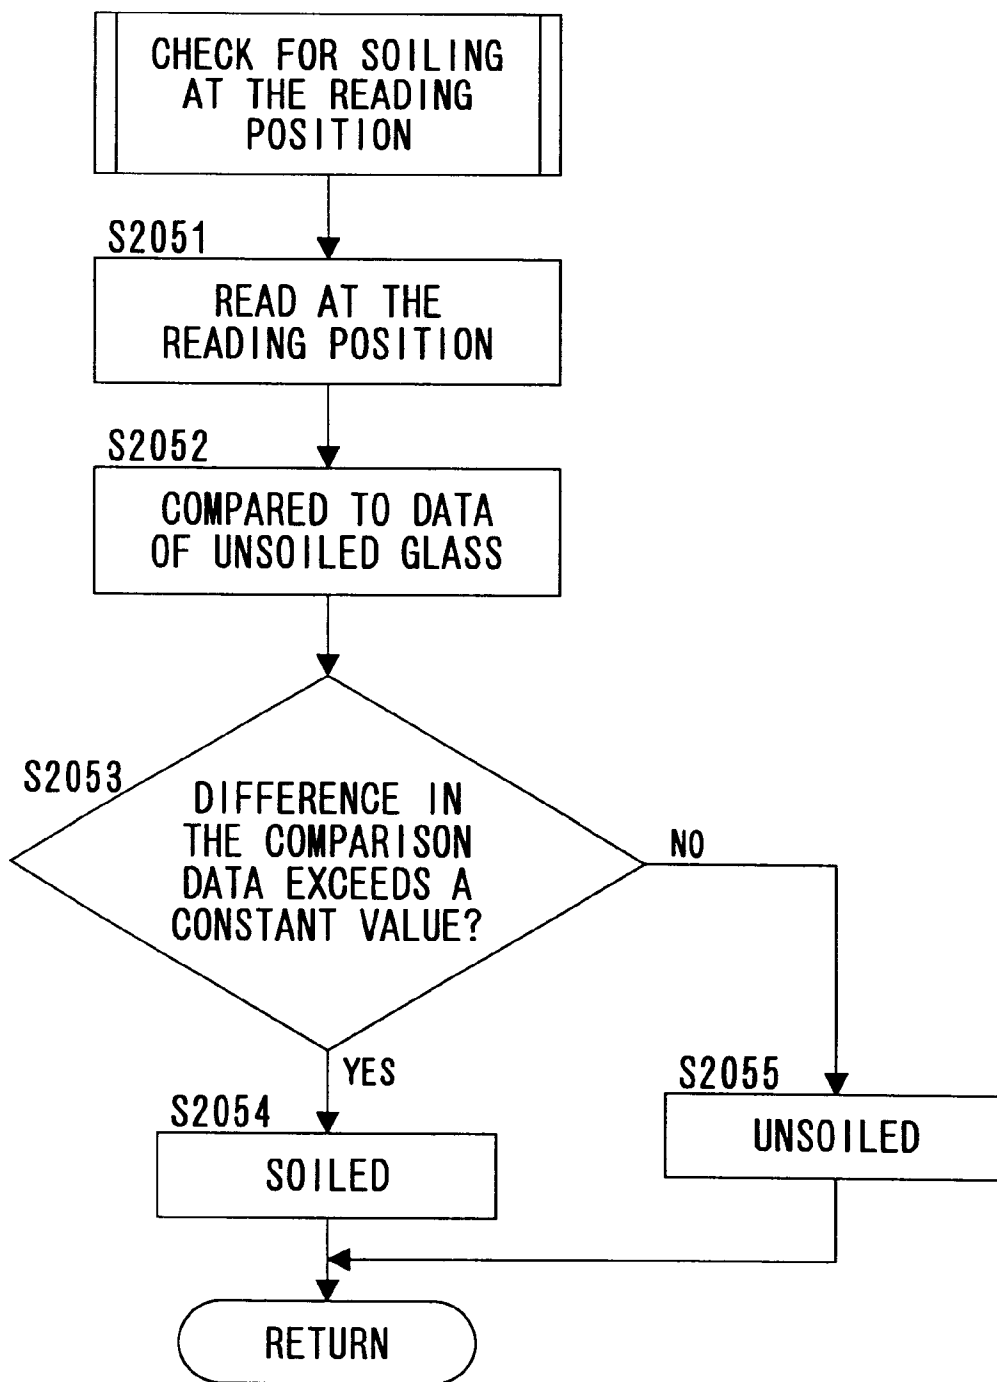 CHECK FOR SOILING
AT THE READING
POSITION
S2051
READ AT THE
READING POSITION
S2052
COMPARED TO DATA
OF UNSOILED GLASS
S2053
DIFFERENCE IN
THE COMPARISON
DATA EXCEEDS A
CONSTANT VALUE?
NO
YES
S2054
SOILED
S2055
UNSOILED
RETURN